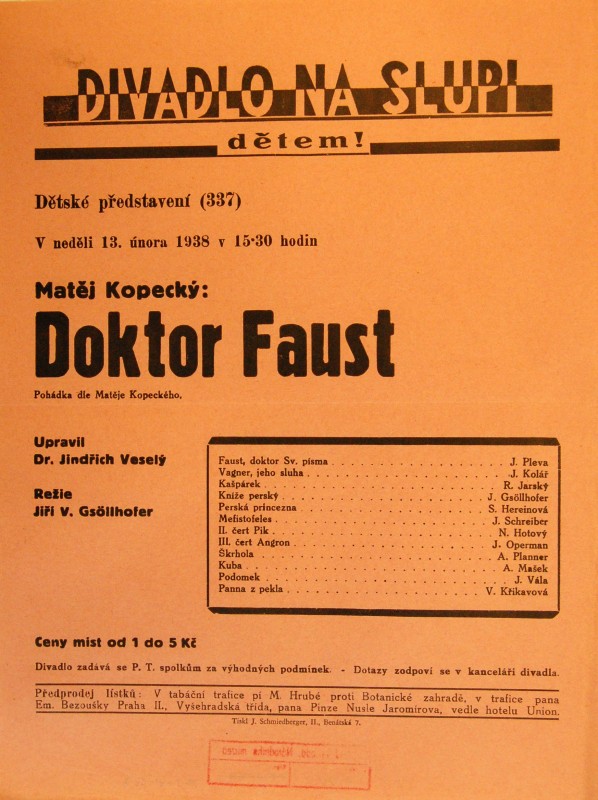 DIVADLO NA SLUPI
dětem!
Dětské představení (337)
V neděli 13. února 1938 v 15·30 hodin
Matěj Kopecký:
Doktor Faust
Pohádka dle Matěje Kopeckého.
Upravil
Dr. Jindřich Veselý
Režie
Jiří V. Gsöllhofer
Faust, doktor Sv. písma . . . J. Pleva
Vagner, jeho sluha . . . J. Kolář
Kašpárek . . . R. Jarský
Kníže perský . . . J. Gsöllhofer
Perská princezna . . . S. Hereinová
Mefistofeles . . . J. Schreiber
II. čert Pik . . . N. Hotový
III. čert Angron . . . J. Operman
Škrhola . . . A. Planner
Kuba . . . A. Mašek
Podomek . . . J. Vála
Panna z pekla . . . V. Křikavová
Ceny míst od 1 do 5 Kč
Divadlo zadává se P. T. spolkům za výhodných podmínek. - Dotazy zodpoví se v kanceláři divadla.
Předprodej lístků: V tabáční trafice pí M. Hrubé proti Botanické zahradě, v trafice pana
Em. Bezoušky Praha II., Vyšehradská třída, pana Pinze Nusle Jaromírova, vedle hotelu Union.
Tiskl J. Schmiedberger, II., Benátská 7.